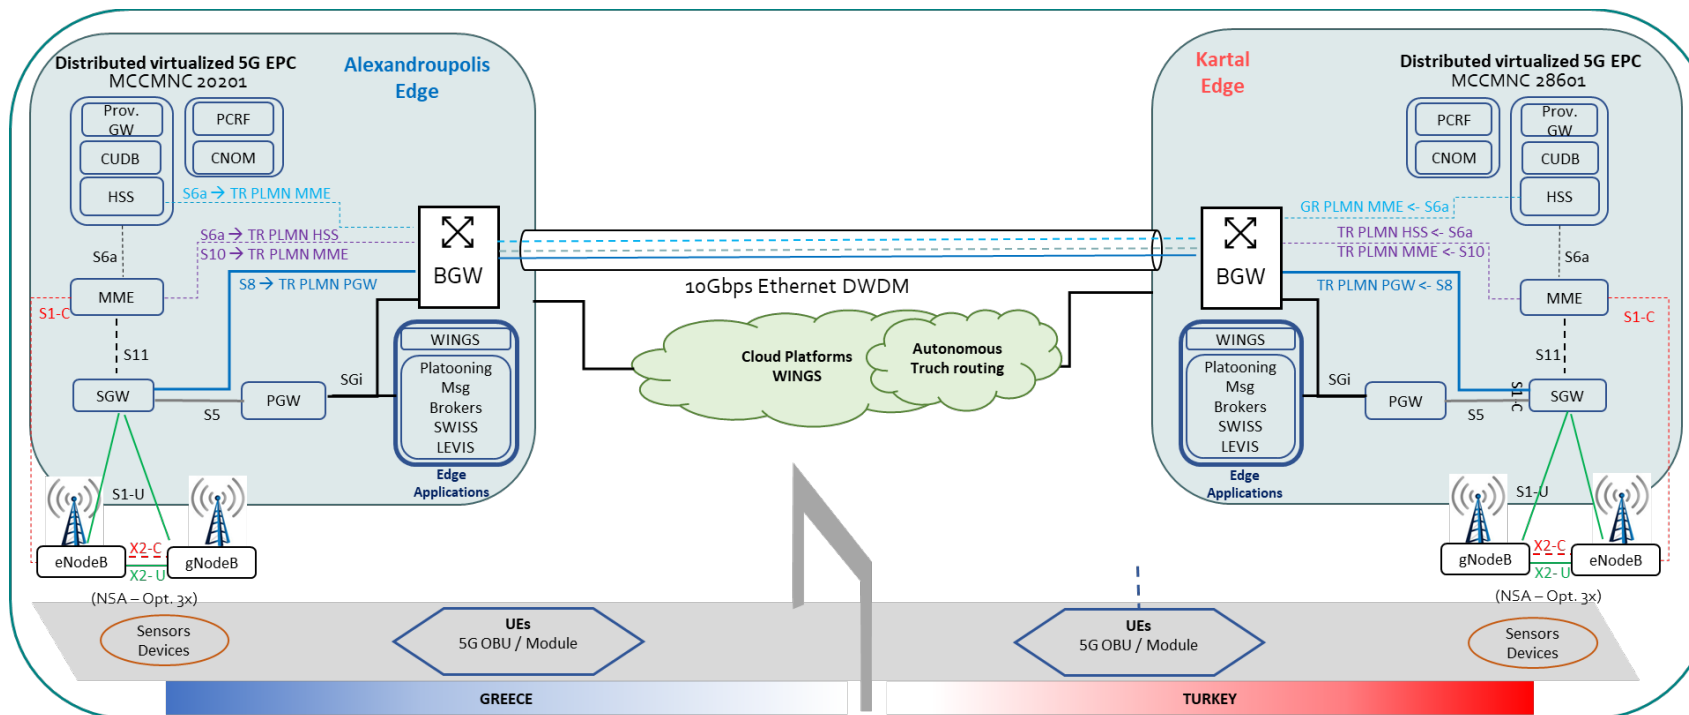 Distributed virtualized 5G EPC
MCCMNC 20201
Alexandroupolis
Edge
Prov.
GW
CUDB
HSS
PCRF
CNOM
S6a → TR PLMN MME
S6a → TR PLMN HSS
S10 → TR PLMN MME
S8 → TR PLMN PGW
S6a
MME
S1-C
S11
SGW
S5
PGW
SGi
BGW
WINGS
Platooning
Msg
Brokers
SWISS
LEVIS
Edge
Applications
S1-U
eNodeB
X2-C
X2- U
gNodeB
(NSA – Opt. 3x)
10Gbps Ethernet DWDM
Cloud Platforms
WINGS
Autonomous
Truch routing
Kartal
Edge
Distributed virtualized 5G EPC
MCCMNC 28601
PCRF
CNOM
Prov.
GW
CUDB
HSS
GR PLMN MME <- S6a
TR PLMN HSS <- S6a
TR PLMN MME <- S10
TR PLMN PGW <- S8
BGW
S6a
MME
S1-C
S11
S1-C
SGW
S5
PGW
SGi
WINGS
Platooning
Msg
Brokers
SWISS
LEVIS
Edge
Applications
S1-U
gNodeB
X2-C
X2- U
eNodeB
(NSA – Opt. 3x)
Sensors
Devices
UEs
5G OBU / Module
UEs
5G OBU / Module
Sensors
Devices
GREECE
TURKEY